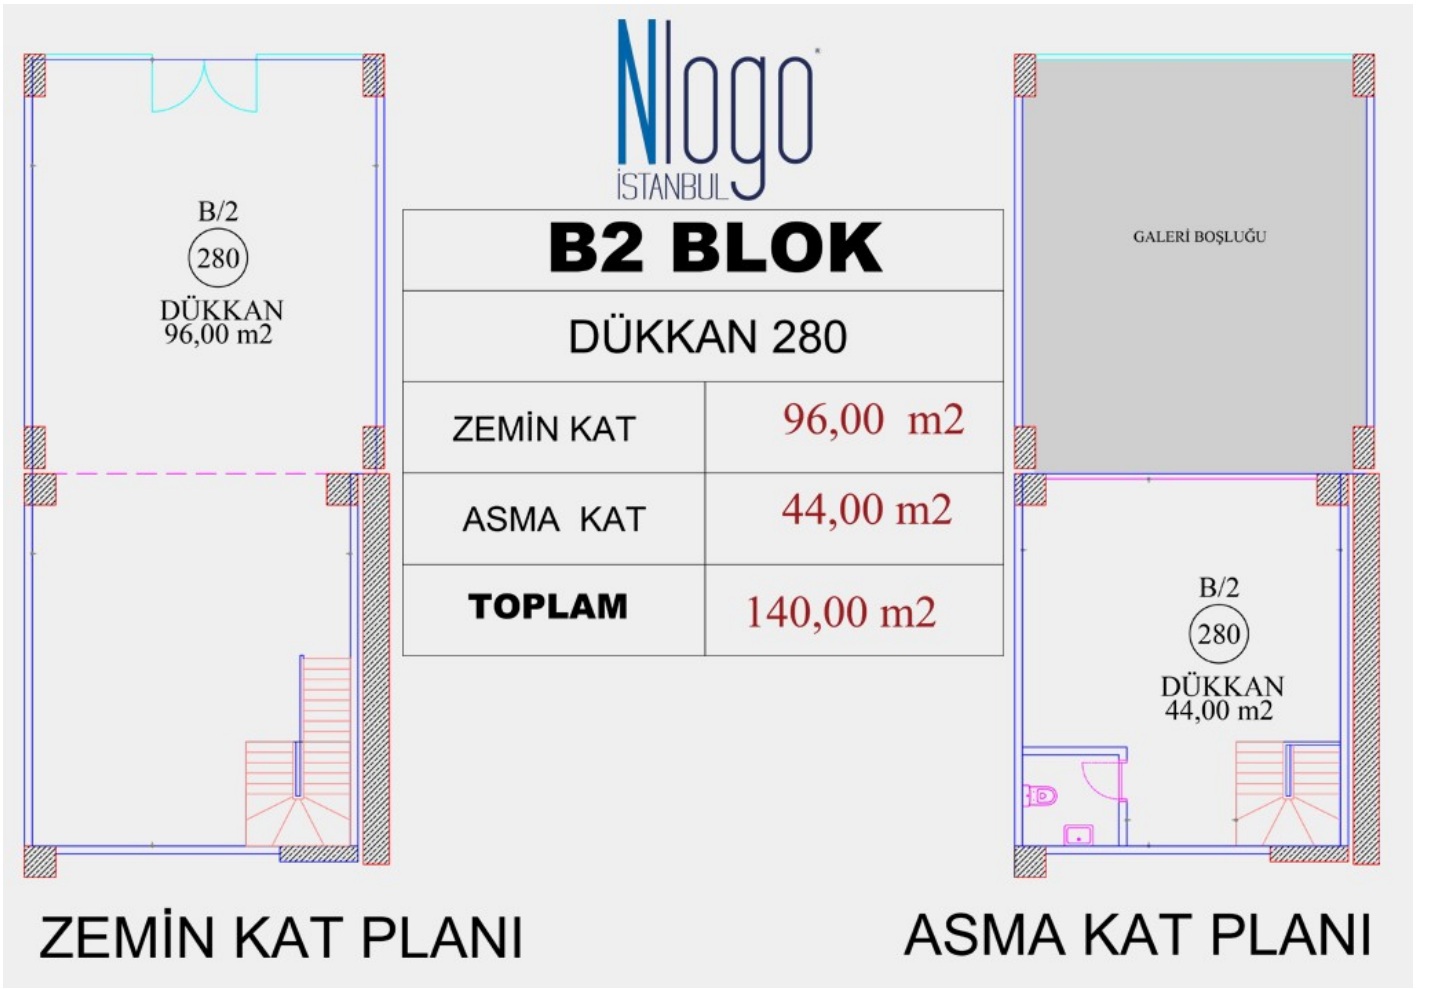 Nlogo
İSTANBUL
B2 BLOK
DÜKKAN 280
ZEMİN KAT 96,00 m2
ASMA KAT 44,00 m2
TOPLAM 140,00 m2
B/2
280
DÜKKAN
96,00 m2
ZEMİN KAT PLANI
GALERİ BOŞLUĞU
B/2
280
DÜKKAN
44,00 m2
ASMA KAT PLANI